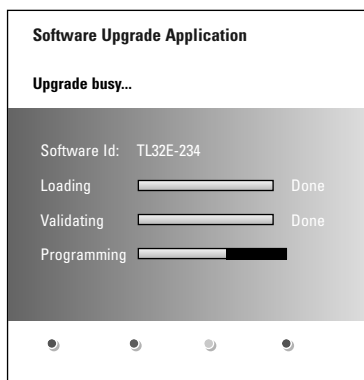 Software Upgrade Application
Upgrade busy...
Software Id: TL32E-234
Loading Done
Validating Done
Programming